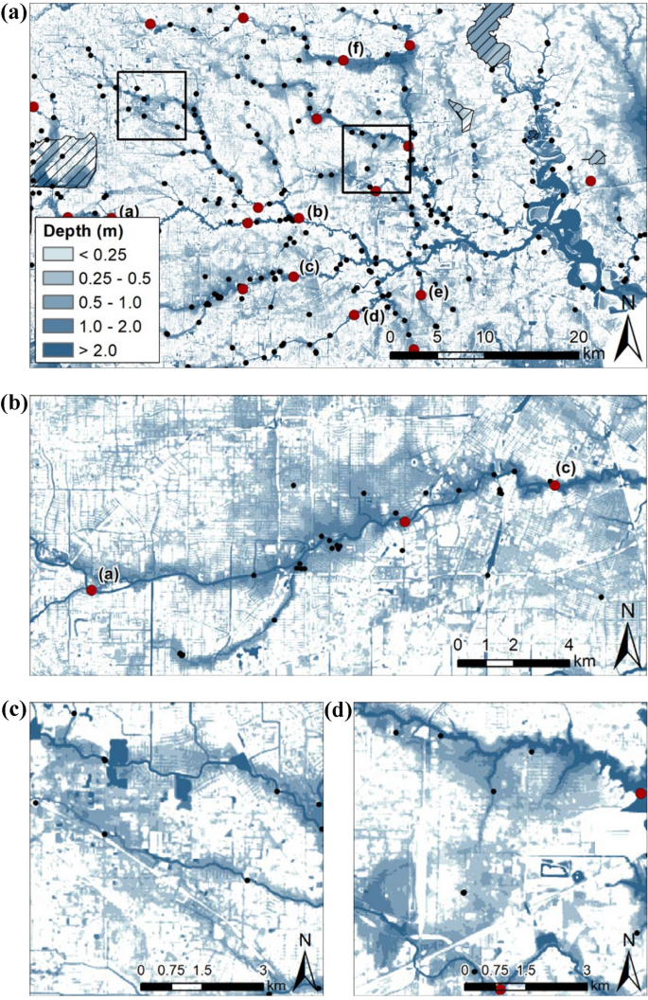 (a)
(f)
(a)
(b)
(c)
(d)
(e)
Depth (m)
< 0.25
0.25 - 0.5
0.5 - 1.0
1.0 - 2.0
> 2.0
N
0 5 10 20
km
(b)
(a)
(c)
N
0 1 2 4
km
(c)
(d)
N
0 0.75 1.5 3
km
N
0 0.75 1.5 3
km